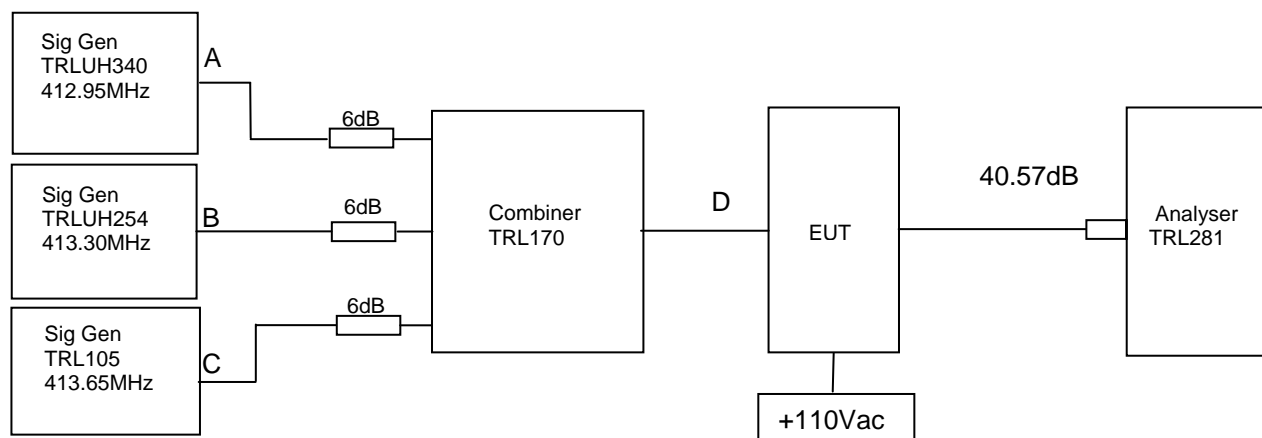 Sig Gen
TRLUH340
412.95MHz
A
6dB
Sig Gen
TRLUH254
413.30MHz
B
6dB
Sig Gen
TRL105
413.65MHz
C
6dB
Combiner
TRL170
D
EUT
+110Vac
40.57dB
Analyser
TRL281